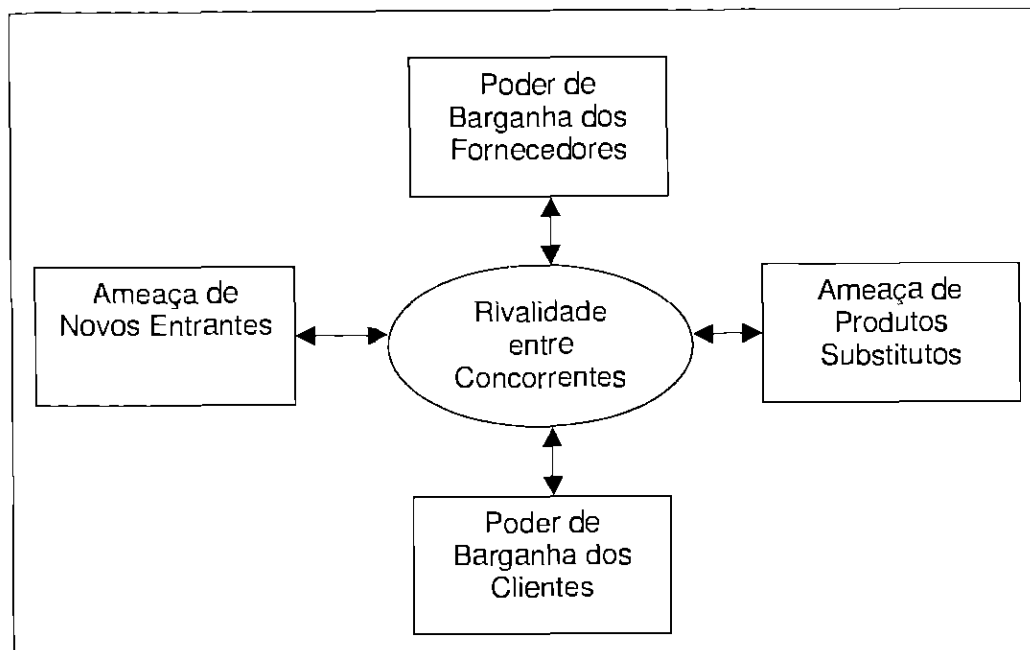 Poder de
Barganha dos
Fornecedores
Ameaça de
Novos Entrantes
Rivalidade
entre
Concorrentes
Ameaça de
Produtos
Substitutos
Poder de
Barganha dos
Clientes